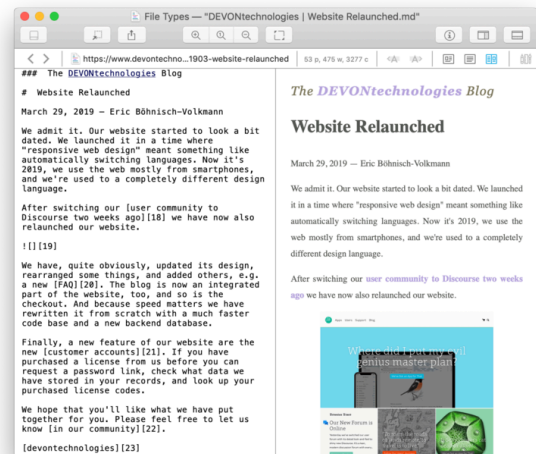 File Types — "DEVONtechnologies | Website Relaunched.md"
https://www.devontechno...1903-website-relaunched
53 p, 475 w, 3277 c
### The DEVONtechnologies Blog
# Website Relaunched
March 29, 2019 — Eric Böhnisch-Volkmann
We admit it. Our website started to look a bit
dated. We launched it in a time where
"responsive web design" meant something like
automatically switching languages. Now it's
2019, we use the web mostly from smartphones,
and we're used to a completely different design
language.
After switching our [user community to
Discourse two weeks ago][18] we have now also
relaunched our website.
![][19]
We have, quite obviously, updated its design,
rearranged some things, and added others, e.g.
a new [FAQ][20]. The blog is now an integrated
part of the website, too, and so is the
checkout. And because speed matters we have
rewritten it from scratch with a much faster
code base and a new backend database.
Finally, a new feature of our website are the
new [customer accounts][21]. If you have
purchased a license from us before you can
request a password link, check what data we
have stored in your records, and look up your
purchased license codes.
We hope that you'll like what we have put
together for you. Please feel free to let us
know [in our community][22].
[devontechnologies][23]
The DEVONtechnologies Blog
Website Relaunched
March 29, 2019 — Eric Böhnisch-Volkmann
We admit it. Our website started to look a bit dated. We launched
it in a time where "responsive web design" meant something like
automatically switching languages. Now it's 2019, we use the
web mostly from smartphones, and we're used to a completely
different design language.
After switching our user community to Discourse two weeks
ago we have now also relaunched our website.
Where did I put my evil
genius master plan?
Our New Forum is
Online